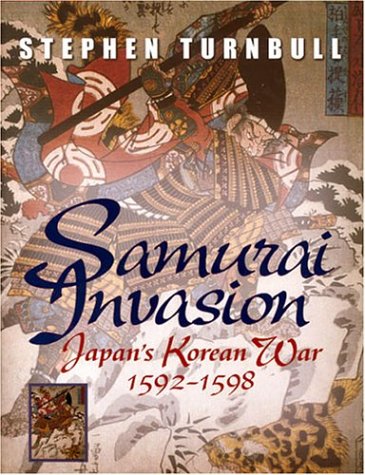 STEPHEN TURNBULL
Samurai
Invasion
Japan's Korean War
1592-1598